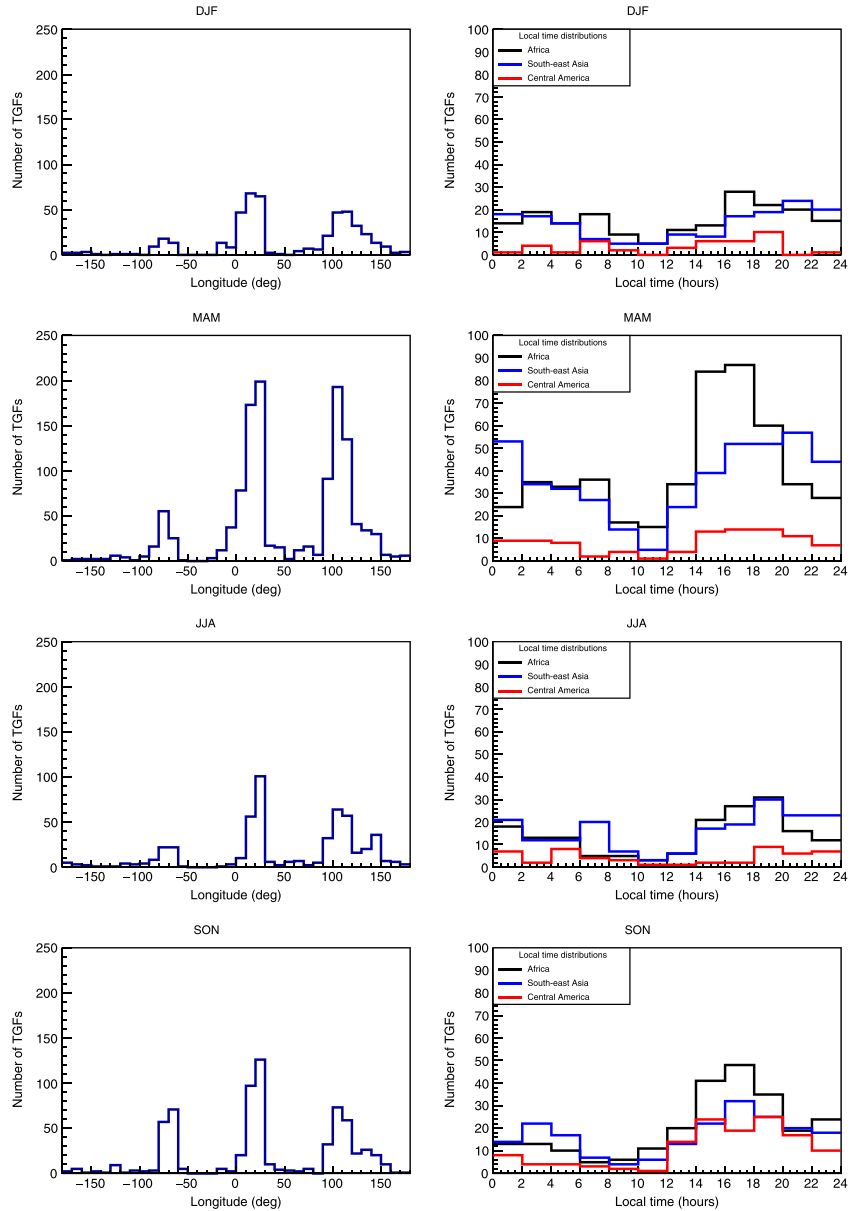 DJF
250
200
150
100
50
0
Number of TGFs
−150 −100 −50 0 50 100 150
Longitude (deg)
DJF
100
90
80
70
60
50
40
30
20
10
0
Number of TGFs
Local time distributions
Africa
South-east Asia
Central America
0 2 4 6 8 10 12 14 16 18 20 22 24
Local time (hours)
MAM
250
200
150
100
50
0
Number of TGFs
−150 −100 −50 0 50 100 150
Longitude (deg)
MAM
100
90
80
70
60
50
40
30
20
10
0
Number of TGFs
Local time distributions
Africa
South-east Asia
Central America
0 2 4 6 8 10 12 14 16 18 20 22 24
Local time (hours)
JJA
250
200
150
100
50
0
Number of TGFs
−150 −100 −50 0 50 100 150
Longitude (deg)
JJA
100
90
80
70
60
50
40
30
20
10
0
Number of TGFs
Local time distributions
Africa
South-east Asia
Central America
0 2 4 6 8 10 12 14 16 18 20 22 24
Local time (hours)
SON
250
200
150
100
50
0
Number of TGFs
−150 −100 −50 0 50 100 150
Longitude (deg)
SON
100
90
80
70
60
50
40
30
20
10
0
Number of TGFs
Local time distributions
Africa
South-east Asia
Central America
0 2 4 6 8 10 12 14 16 18 20 22 24
Local time (hours)